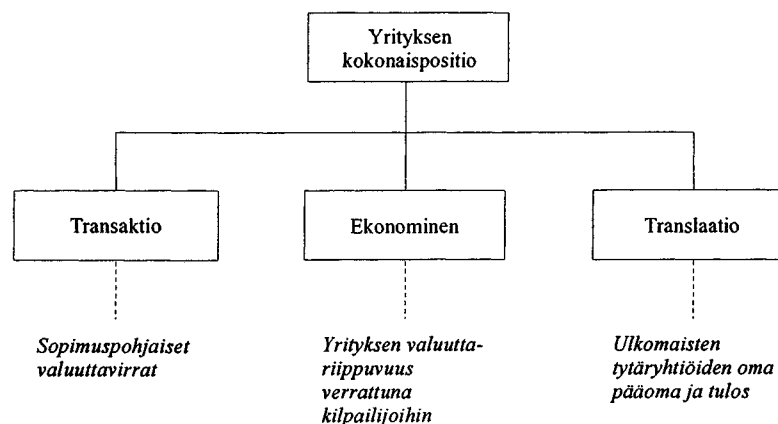 Yrityksen
kokonaispositio
Transaktio
Ekonominen
Translaatio
Sopimuspohjaiset
valuuttavirrat
Yrityksen valuutta-
riippuvuus
verrattuna
kilpailijoihin
Ulkomaisten
tytäryhtiöiden oma
pääoma ja tulos